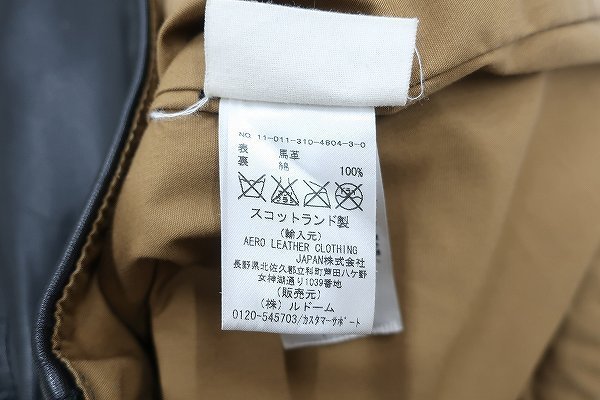 NO 11-011-310-4804-3-0
表 馬革
裏 綿 100%
スコットランド製
(輸入元)
AERO LEATHER CLOTHING
JAPAN株式会社
長野県北佐久郡立科町芦田八ケ野
女神湖通り1039番地
(販売元)
(株) ルドーム
0120-545703/カスタマーサポート